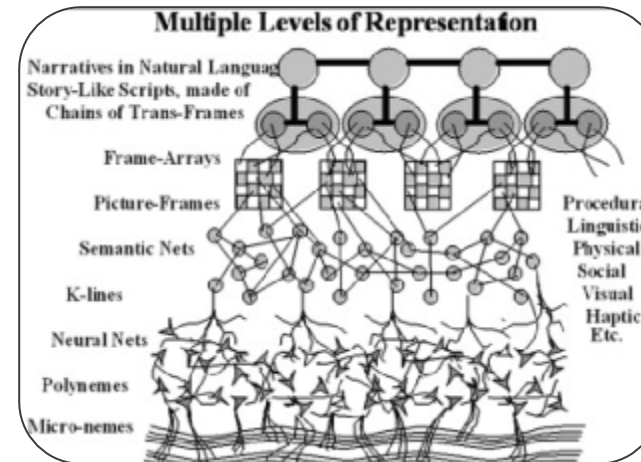 Multiple Levels of Representation
Narratives in Natural Languag
Story-Like Scripts, made of
Chains of Trans-Frames
Frame-Arrays
Picture-Frames
Semantic Nets
K-lines
Neural Nets
Polynemes
Micro-nemes
Procedura
Linguistic
Physical
Social
Visual
Haptic
Etc.